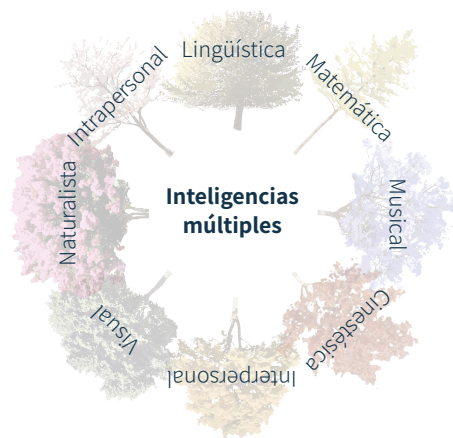 Inteligencias
múltiples
Lingüística
Matemática
Musical
Cinestésica
Interpersonal
Visual
Naturalista
Intrapersonal